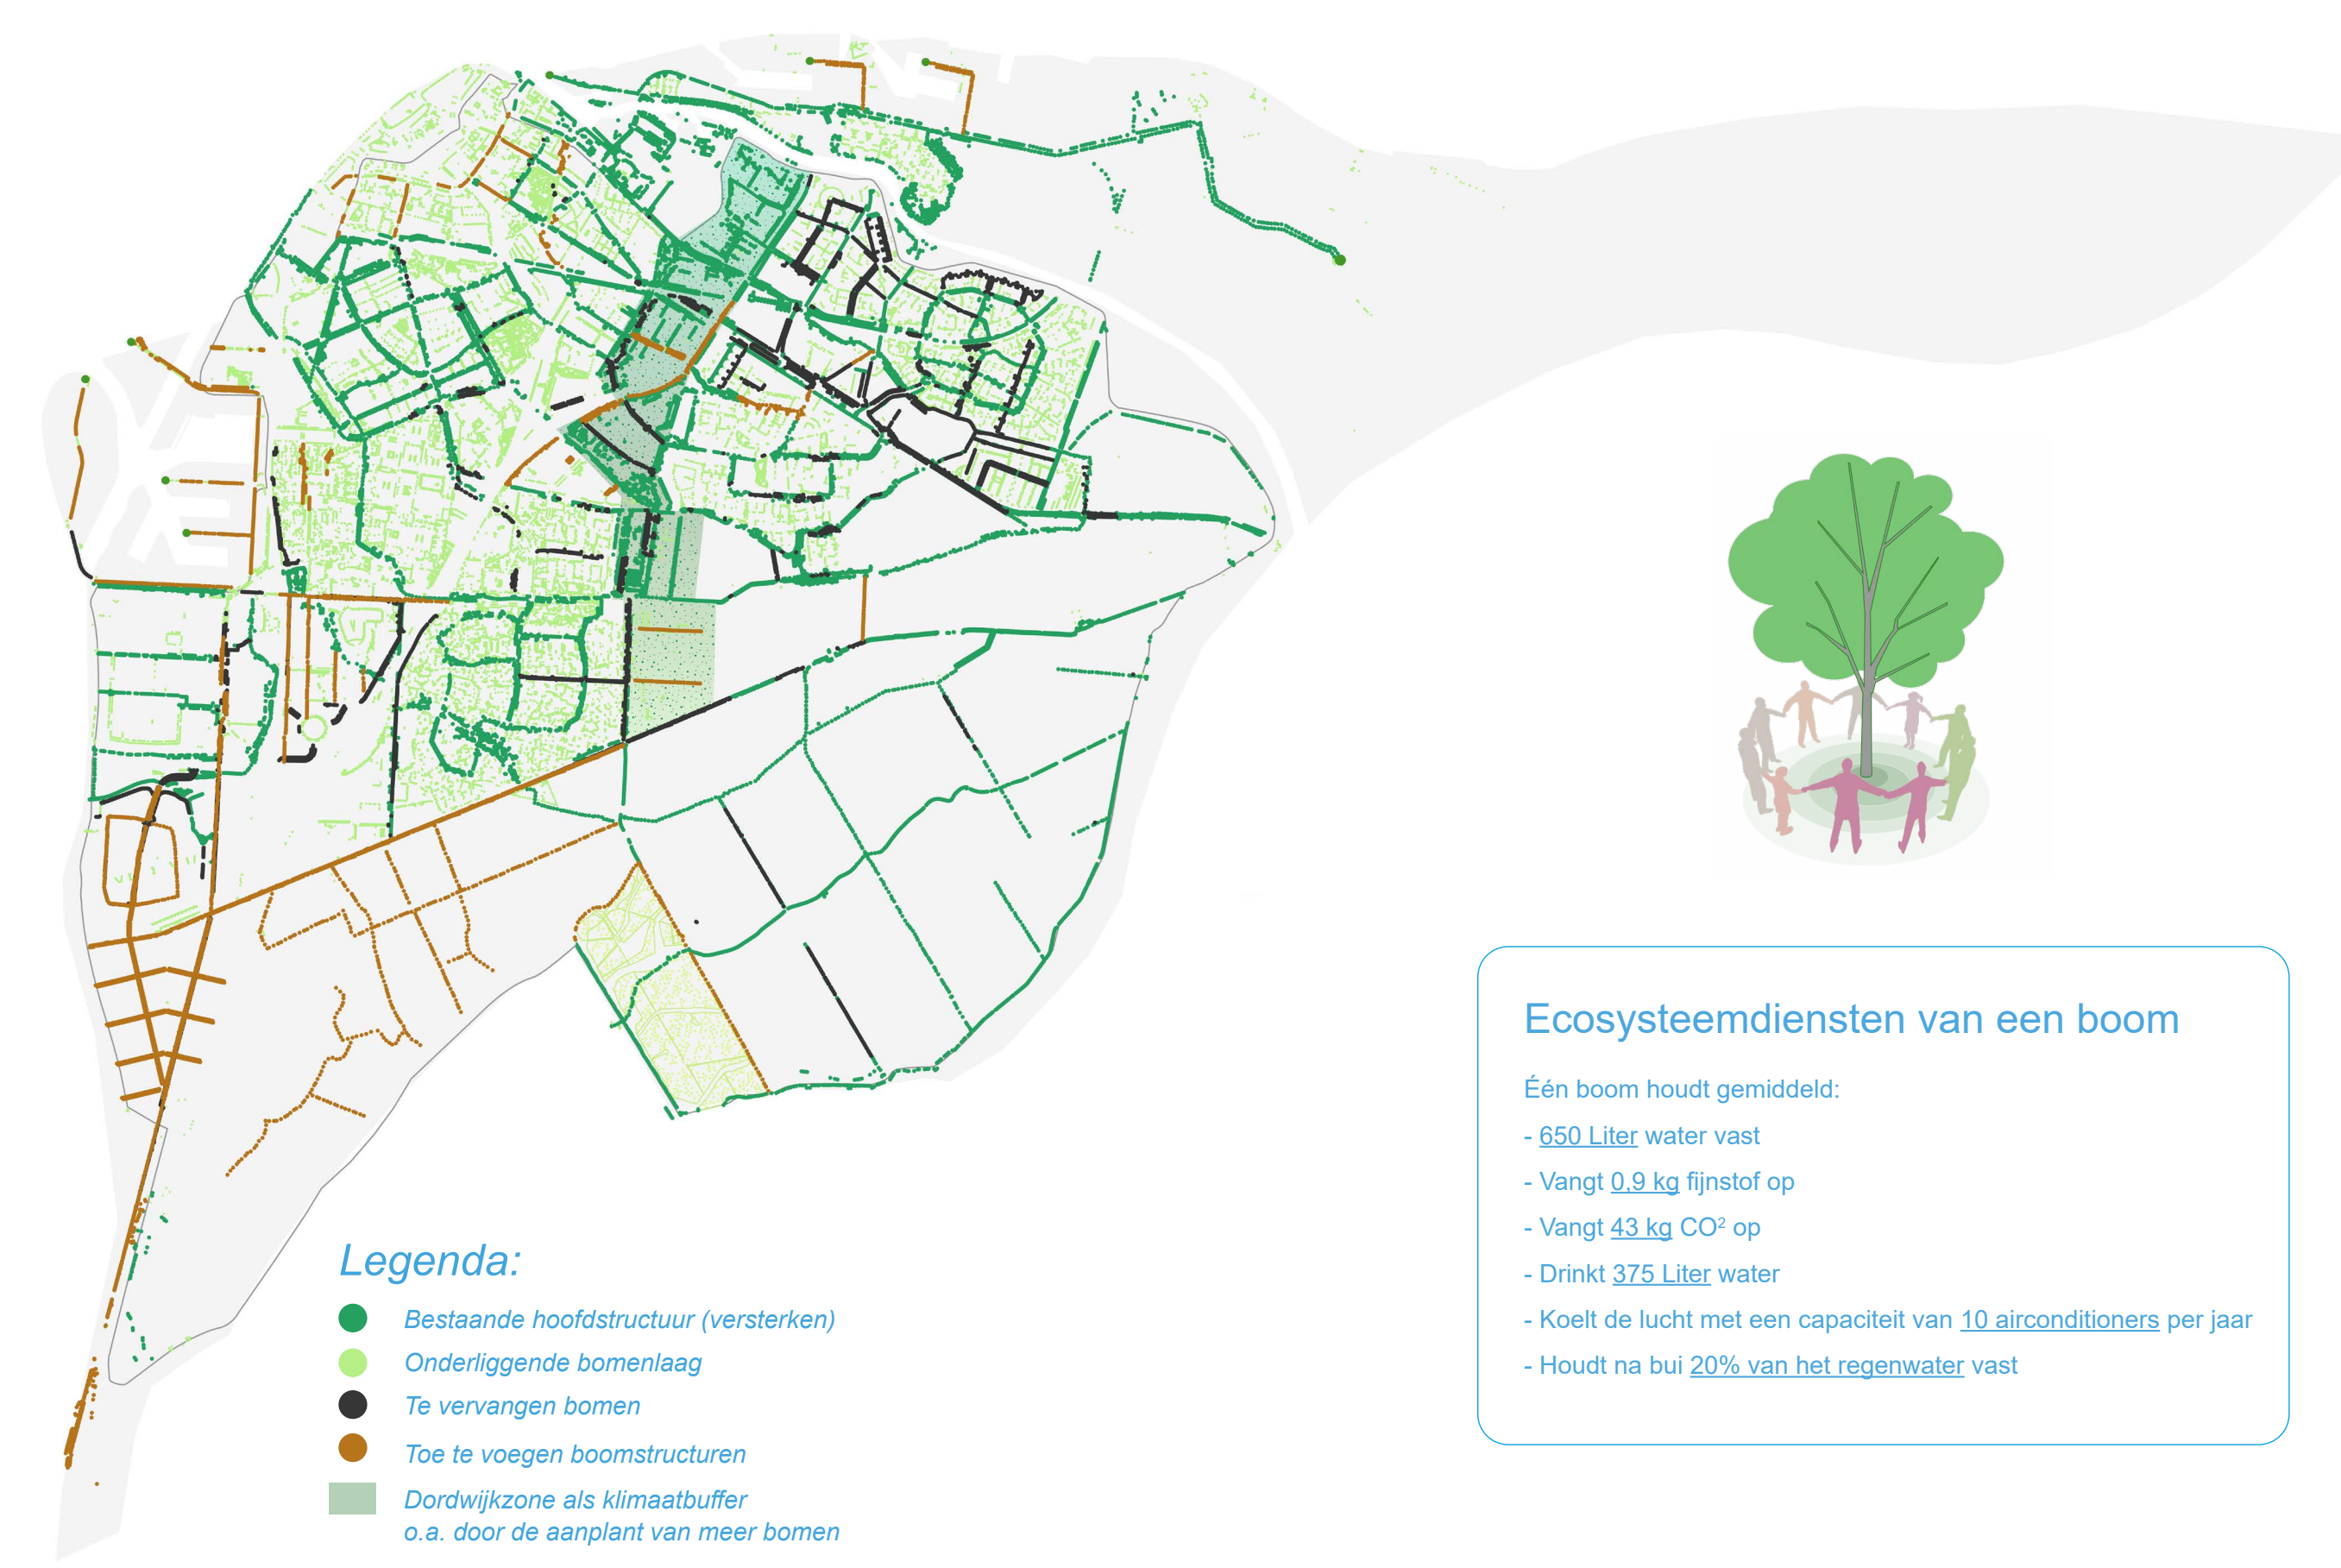 Ecosysteemdiensten van een boom
Één boom houdt gemiddeld:
- 650 Liter water vast
- Vangt 0,9 kg fijnstof op
- Vangt 43 kg CO² op
- Drinkt 375 Liter water
- Koelt de lucht met een capaciteit van 10 airconditioners per jaar
- Houdt na bui 20% van het regenwater vast
Legenda:
Bestaande hoofdstructuur (versterken)
Onderliggende bomenlaag
Te vervangen bomen
Toe te voegen boomstructuren
Dordwijkzone als klimaatbuffer
o.a. door de aanplant van meer bomen